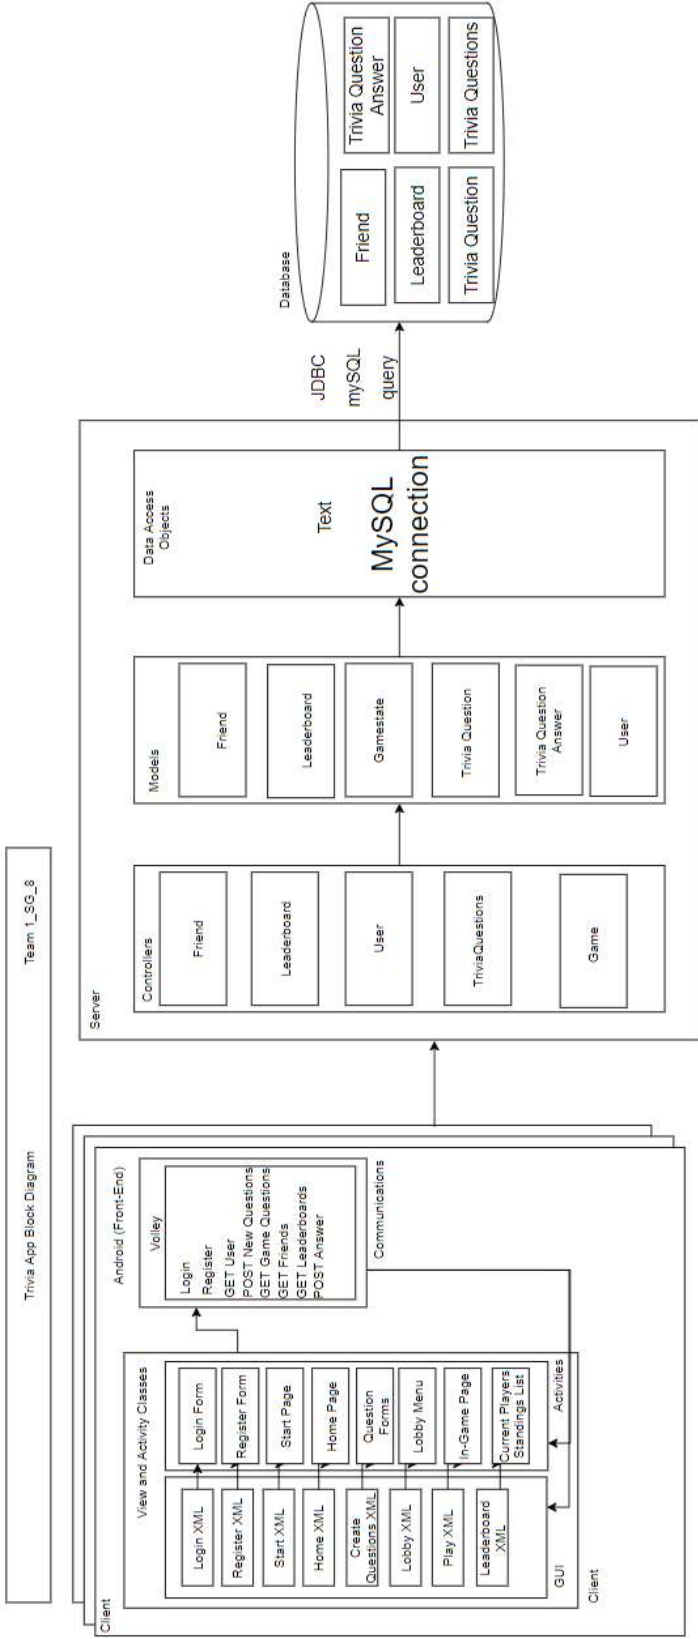 Trivia App Block Diagram
Team 1_SG_8
Client
Android (Front-End)
View and Activity Classes
Login XML
Register XML
Start XML
Home XML
Create
Questions XML
Lobby XML
Play XML
Leaderboard
XML
GUI
Login Form
Register Form
Start Page
Home Page
Question
Forms
Lobby Menu
In-Game Page
Current Players
Standings List
Activities
Client
Volley
Login
Register
GET User
POST New Questions
GET Game Questions
GET Friends
GET Leaderboards
POST Answer
Communications
Server
Controllers
Friend
Leaderboard
User
TriviaQuestions
Game
Models
Friend
Leaderboard
Gamestate
Trivia Question
Trivia Question
Answer
User
Data Access
Objects
Text
MySQL
connection
JDBC
mySQL
query
Database
Friend
Trivia Question
Answer
Leaderboard
User
Trivia Question
Trivia Questions